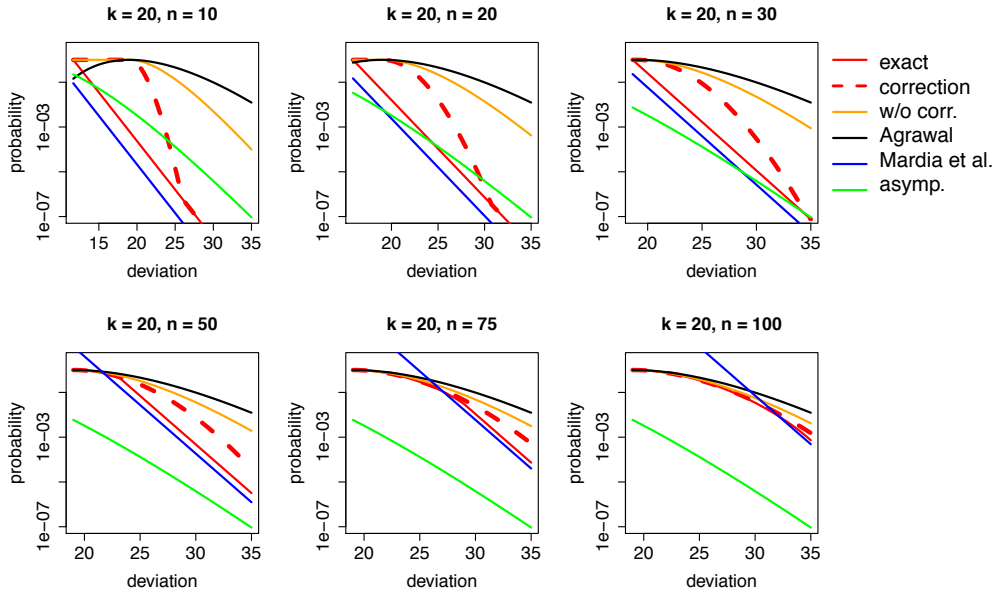 k = 20, n = 10
probability
1e−03
1e−07
15
20
25
30
35
deviation
k = 20, n = 20
probability
1e−03
1e−07
20
25
30
35
deviation
k = 20, n = 30
probability
1e−03
1e−07
20
25
30
35
deviation
exact
correction
w/o corr.
Agrawal
Mardia et al.
asymp.
k = 20, n = 50
probability
1e−03
1e−07
20
25
30
35
deviation
k = 20, n = 75
probability
1e−03
1e−07
20
25
30
35
deviation
k = 20, n = 100
probability
1e−03
1e−07
20
25
30
35
deviation